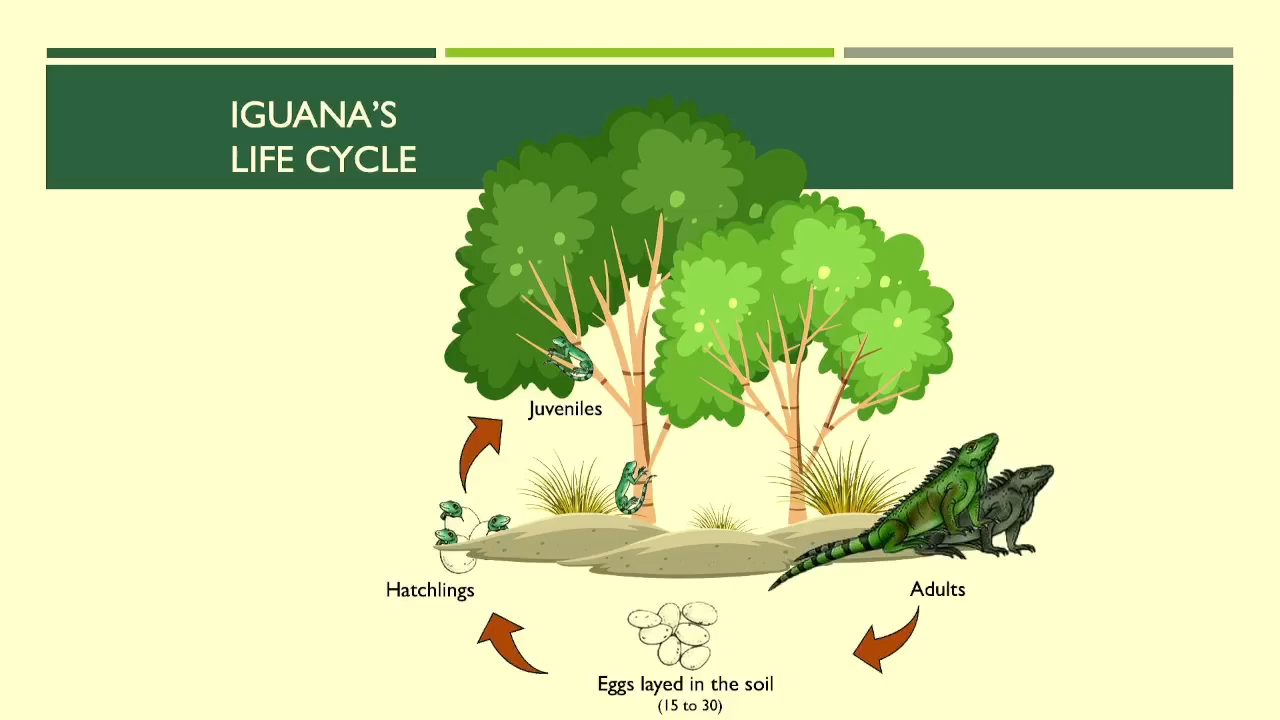 IGUANA’S
LIFE CYCLE
Juveniles
Hatchlings
Adults
Eggs layed in the soil
(15 to 30)